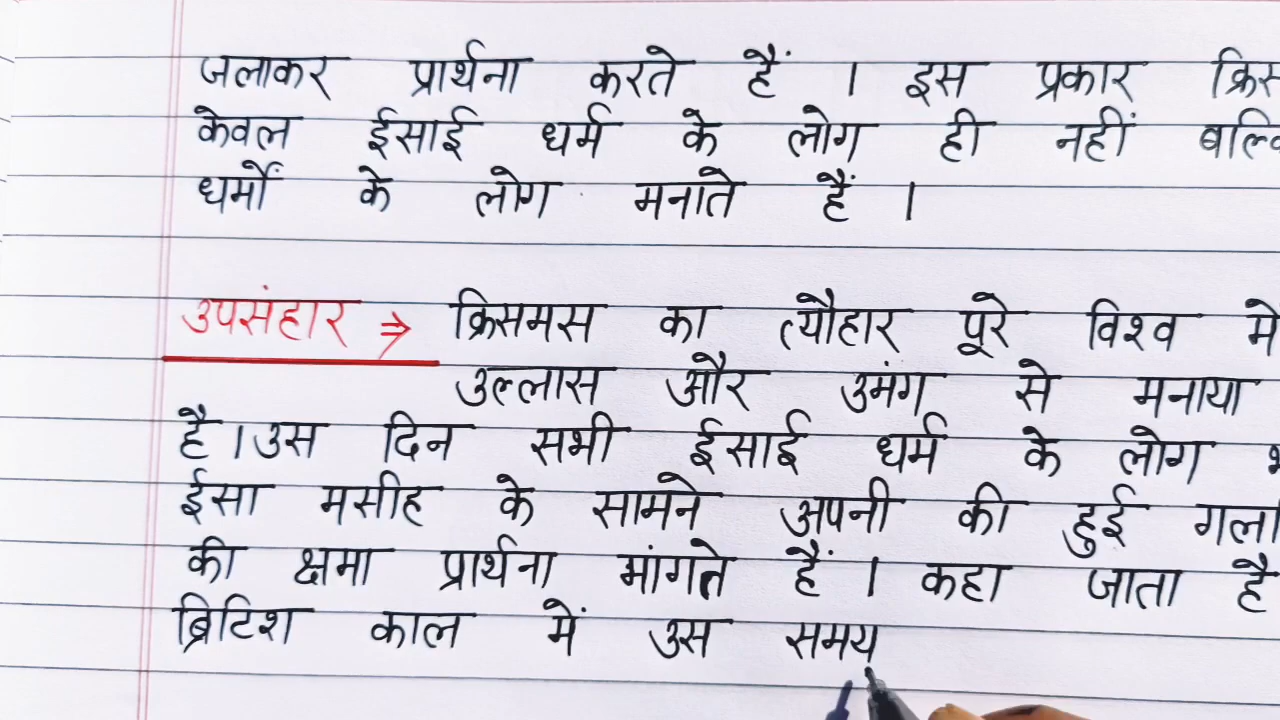 जलाकर प्रार्थना करते हैं । इस प्रकार
केवल ईसाई धर्म के लोग ही नहीं
धर्मों के लोग मनाते हैं ।
उपसंहार ⇒ क्रिसमस का त्यौहार पूरे विश्व
उल्लास और उमंग से मनाया
है । उस दिन सभी ईसाई धर्म के लोग
ईसा मसीह के सामने अपनी की हुई
की क्षमा प्रार्थना मांगते हैं । कहा जाता है
ब्रिटिश काल में उस समय